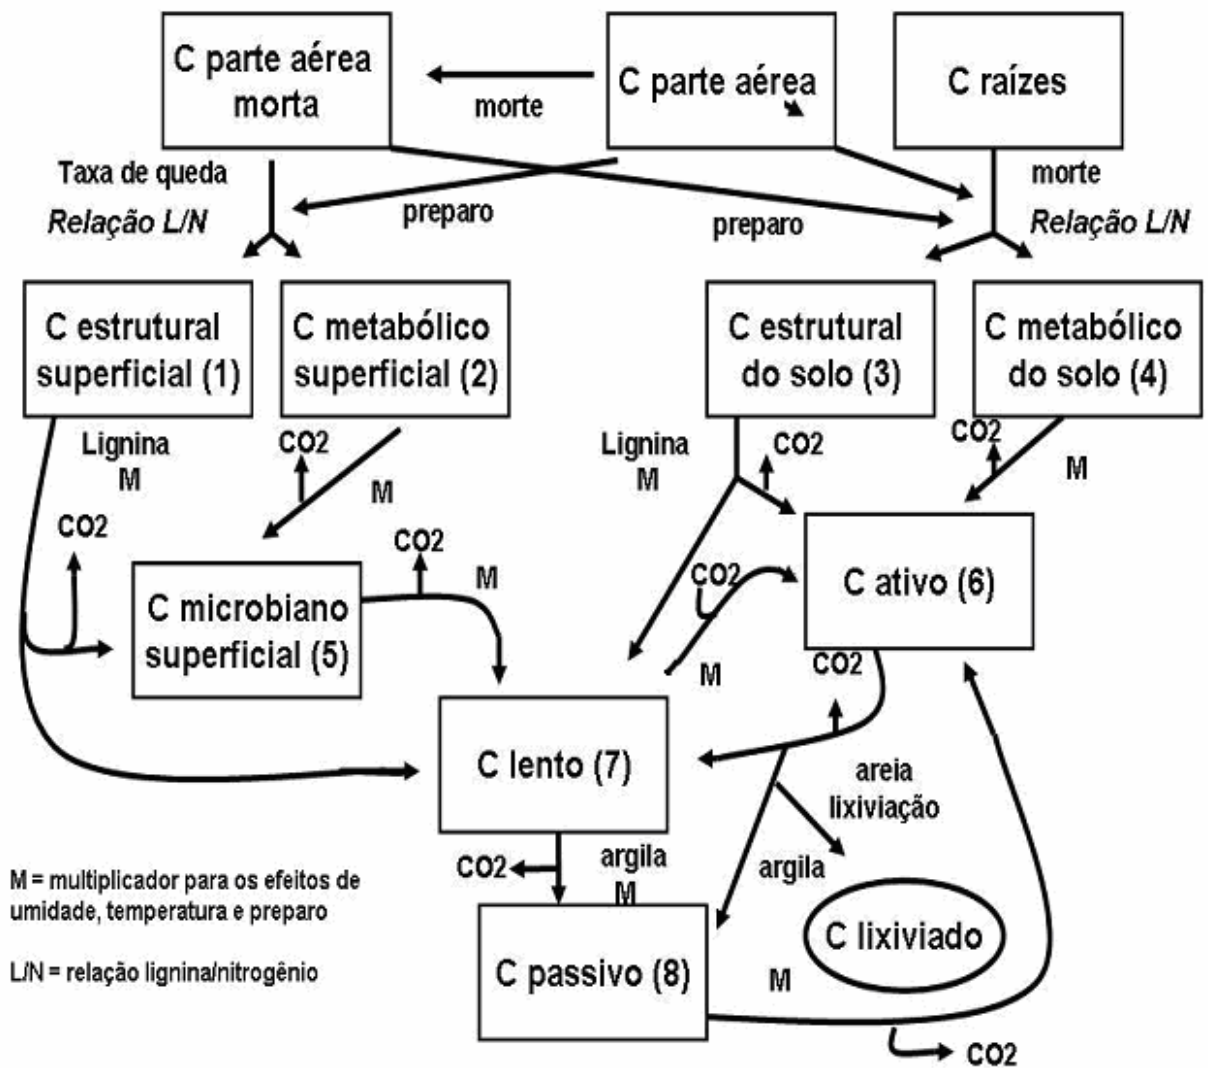 C parte aérea
morta
morte
C parte aérea
C raízes
Taxa de queda
Relação L/N
preparo
preparo
morte
Relação L/N
C estrutural
superficial (1)
C metabólico
superficial (2)
C estrutural
do solo (3)
C metabólico
do solo (4)
Lignina
M
CO2
M
Lignina
M
CO2
CO2
M
CO2
CO2
M
C microbiano
superficial (5)
CO2
M
C ativo (6)
CO2
C lento (7)
areia
lixiviação
argila
CO2
argila
M
C lixiviado
C passivo (8)
M
CO2
M = multiplicador para os efeitos de
umidade, temperatura e preparo
L/N = relação lignina/nitrogênio